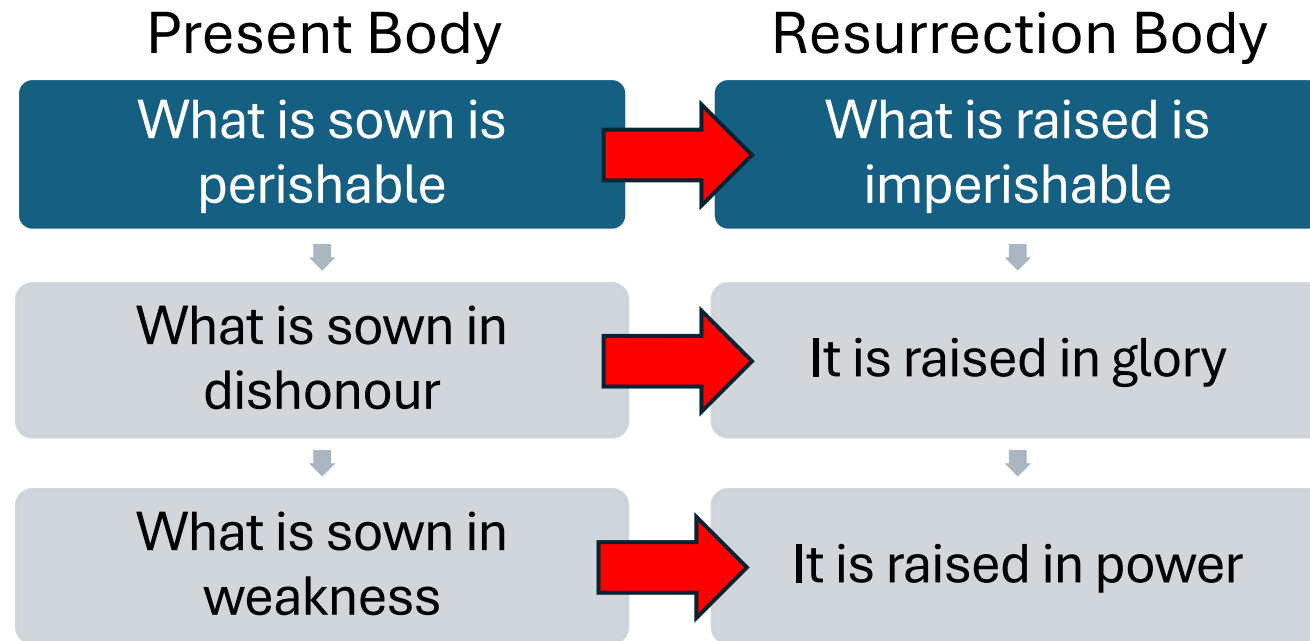 Present Body
Resurrection Body
What is sown is
perishable
What is raised is
imperishable
What is sown in
dishonour
It is raised in glory
What is sown in
weakness
It is raised in power